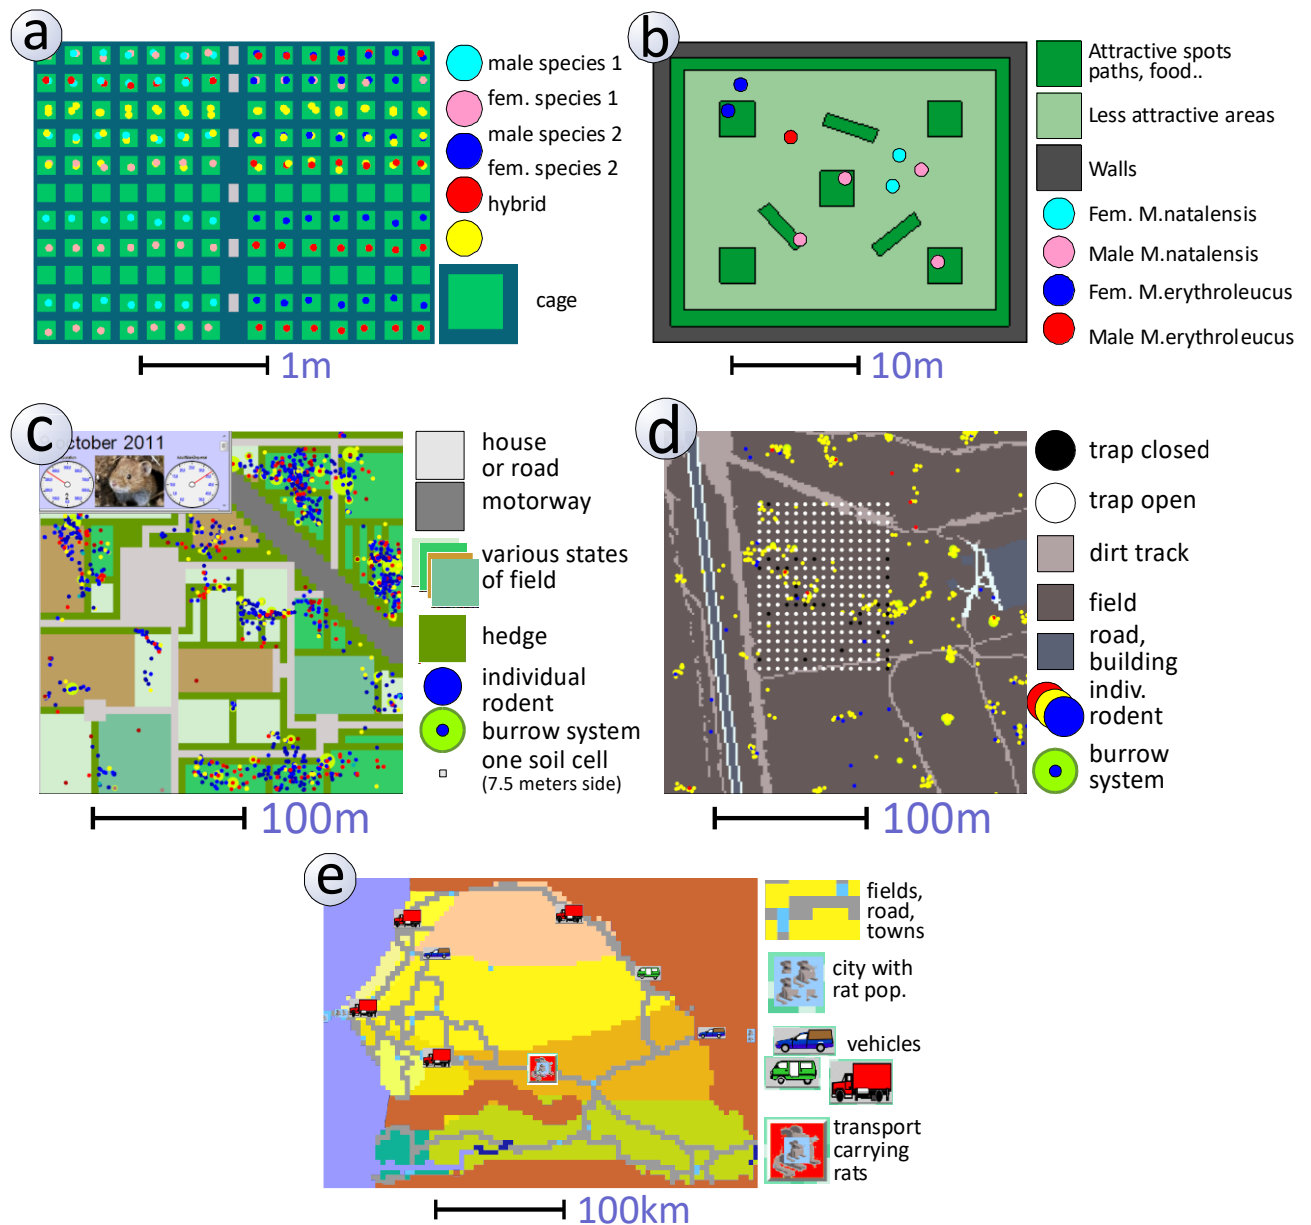 a
male species 1
fem. species 1
male species 2
fem. species 2
hybrid
cage
1m
b
Attractive spots
paths, food..
Less attractive areas
Walls
Fem. M.natalensis
Male M.natalensis
Fem. M.erythroleucus
Male M.erythroleucus
10m
c
ctober 2011
house
or road
motorway
various states
of field
hedge
individual
rodent
burrow system
one soil cell
(7.5 meters side)
100m
d
trap closed
trap open
dirt track
field
road,
building
indiv.
rodent
burrow
system
100m
e
fields,
road,
towns
city with
rat pop.
vehicles
transport
carrying
rats
100km